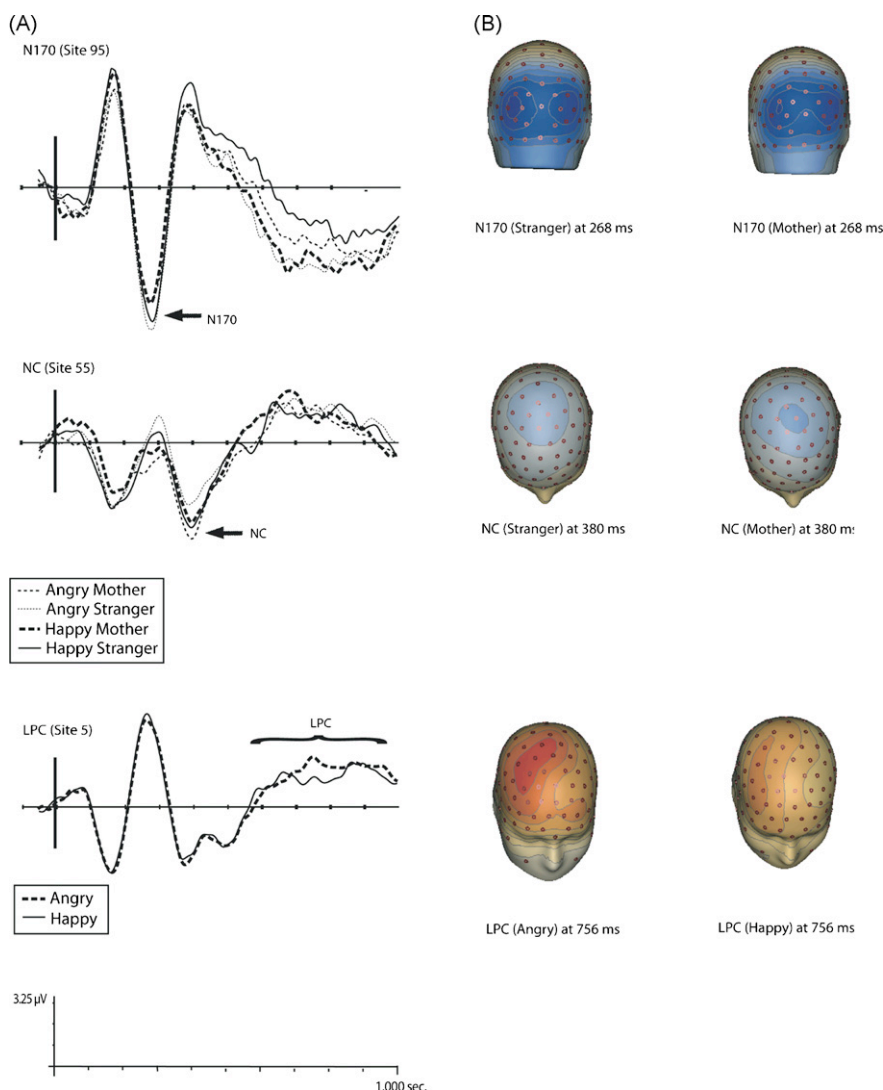 (A)
N170 (Site 95)
N170
NC (Site 55)
NC
Angry Mother
Angry Stranger
Happy Mother
Happy Stranger
LPC (Site 5)
LPC
Angry
Happy
3.25 µV
1,000 sec.
(B)
N170 (Stranger) at 268 ms
N170 (Mother) at 268 ms
NC (Stranger) at 380 ms
NC (Mother) at 380 ms
LPC (Angry) at 756 ms
LPC (Happy) at 756 ms